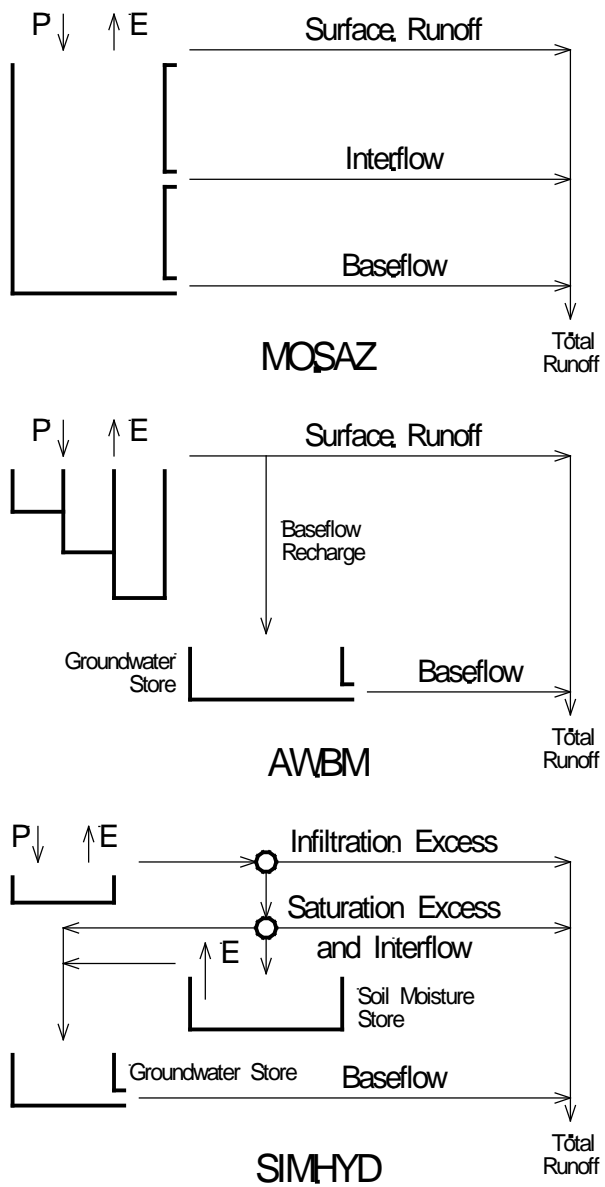 P E Surface Runoff
Interflow
Baseflow
MOSAZ
Total
Runoff
P E Surface Runoff
Baseflow
Recharge
Groundwater
Store
Baseflow
AWBM
Total
Runoff
P E Infiltration Excess
Saturation Excess
and Interflow
E
Soil Moisture
Store
Groundwater Store
Baseflow
SIMHYD
Total
Runoff